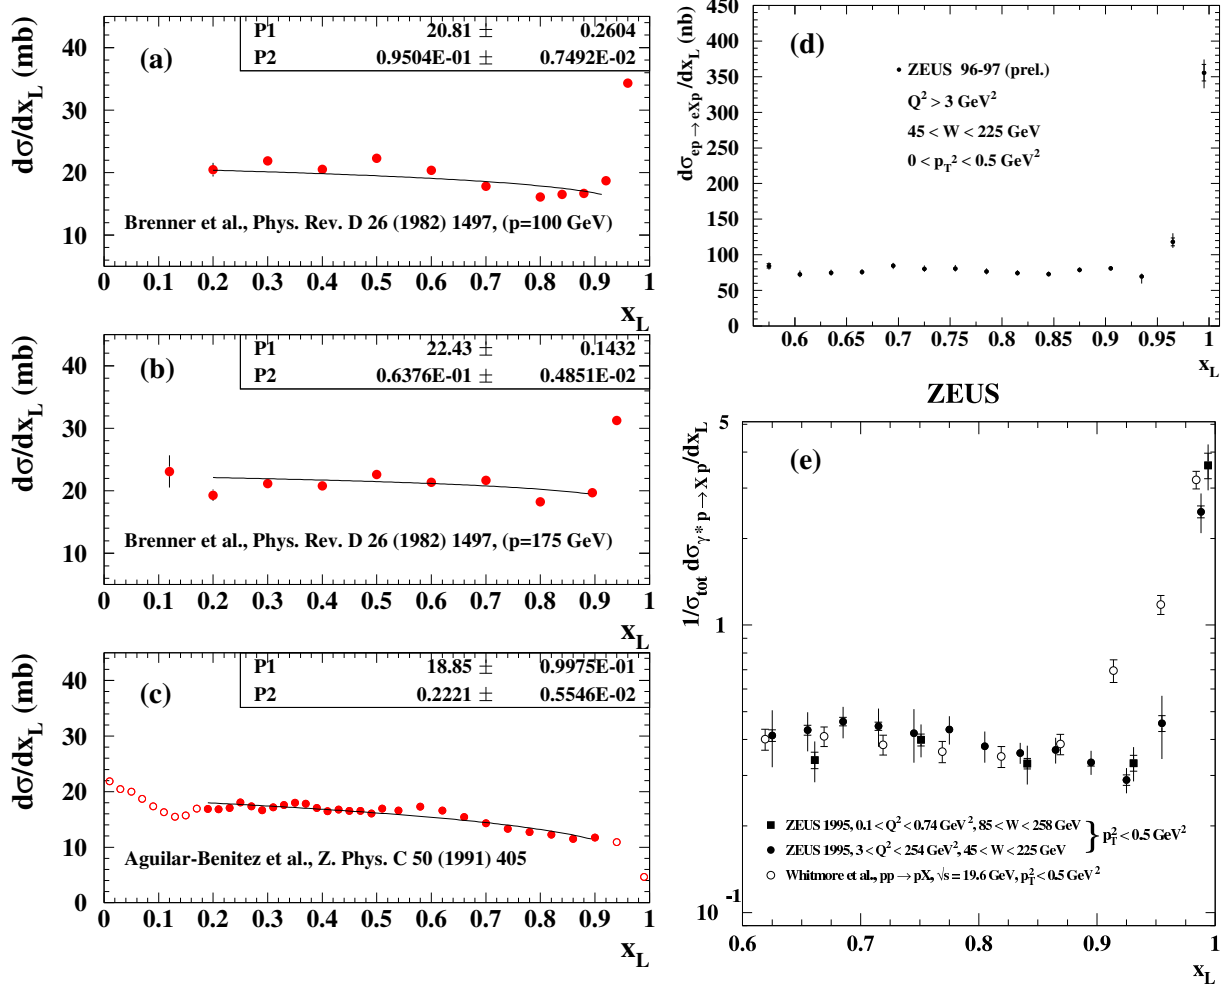 (a)
P1 20.81 ± 0.2604
P2 0.9504E-01 ± 0.7492E-02
dσ/dx_L (mb)
40
30
20
10
Brenner et al., Phys. Rev. D 26 (1982) 1497, (p=100 GeV)
0 0.1 0.2 0.3 0.4 0.5 0.6 0.7 0.8 0.9 1
x_L
(b)
P1 22.43 ± 0.1432
P2 0.6376E-01 ± 0.4851E-02
dσ/dx_L (mb)
40
30
20
10
Brenner et al., Phys. Rev. D 26 (1982) 1497, (p=175 GeV)
0 0.1 0.2 0.3 0.4 0.5 0.6 0.7 0.8 0.9 1
x_L
(c)
P1 18.85 ± 0.9975E-01
P2 0.2221 ± 0.5546E-02
dσ/dx_L (mb)
40
30
20
10
0
Aguilar-Benitez et al., Z. Phys. C 50 (1991) 405
0 0.1 0.2 0.3 0.4 0.5 0.6 0.7 0.8 0.9 1
x_L
(d)
dσ_ep→eXp/dx_L (nb)
450
400
350
300
250
200
150
100
50
0
ZEUS 96-97 (prel.)
Q² > 3 GeV²
45 < W < 225 GeV
0 < p_T² < 0.5 GeV²
0.6 0.65 0.7 0.75 0.8 0.85 0.9 0.95 1
x_L
ZEUS
(e)
1/σ_tot dσ_γ* p→X p/dx_L
5
1
10⁻¹
ZEUS 1995, 0.1 < Q² < 0.74 GeV², 85 < W < 258 GeV
ZEUS 1995, 3 < Q² < 254 GeV², 45 < W < 225 GeV
} p_T² < 0.5 GeV²
Whitmore et al., pp → pX, √s = 19.6 GeV, p_T² < 0.5 GeV²
0.6 0.7 0.8 0.9 1
x_L